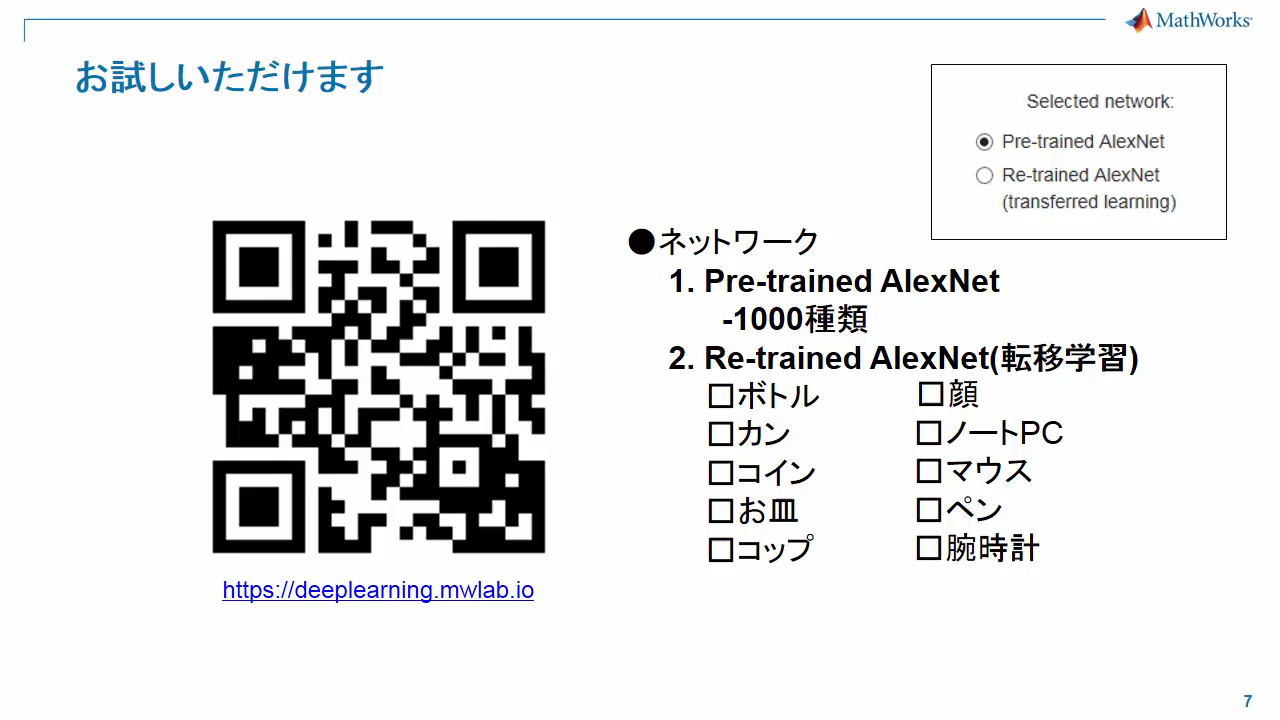 MathWorks
お試しいただけます
Selected network:
Pre-trained AlexNet
Re-trained AlexNet
(transferred learning)
●ネットワーク
1. Pre-trained AlexNet
-1000種類
2. Re-trained AlexNet(転移学習)
□ボトル □顔
□カン □ノートPC
□コイン □マウス
□お皿 □ペン
□コップ □腕時計
https://deeplearning.mwlab.io
7